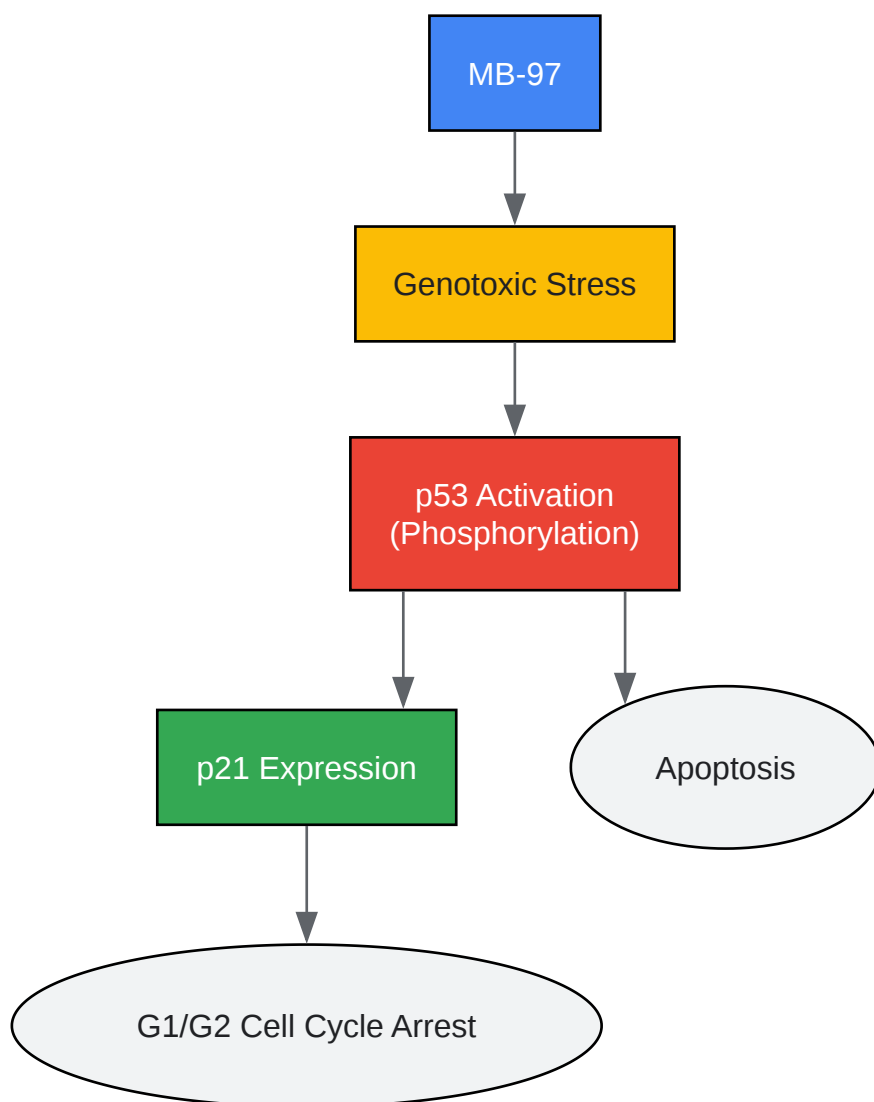 MB-97
Genotoxic Stress
p53 Activation
(Phosphorylation)
p21 Expression
Apoptosis
G1/G2 Cell Cycle Arrest